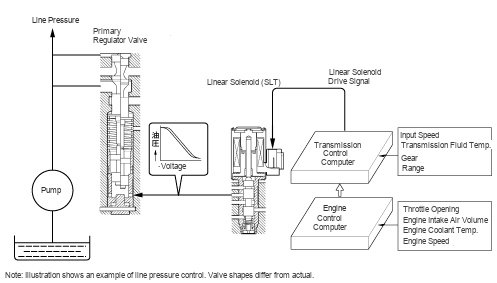 Line Pressure
Primary
Regulator Valve
Linear Solenoid (SLT)
Linear Solenoid
Drive Signal
油
圧
Voltage
Transmission
Control
Computer
Input Speed
Transmission Fluid Temp.
Gear
Range
Pump
Engine
Control
Computer
Throttle Opening
Engine Intake Air Volume
Engine Coolant Temp.
Engine Speed
Note: Illustration shows an example of line pressure control. Valve shapes differ from actual.